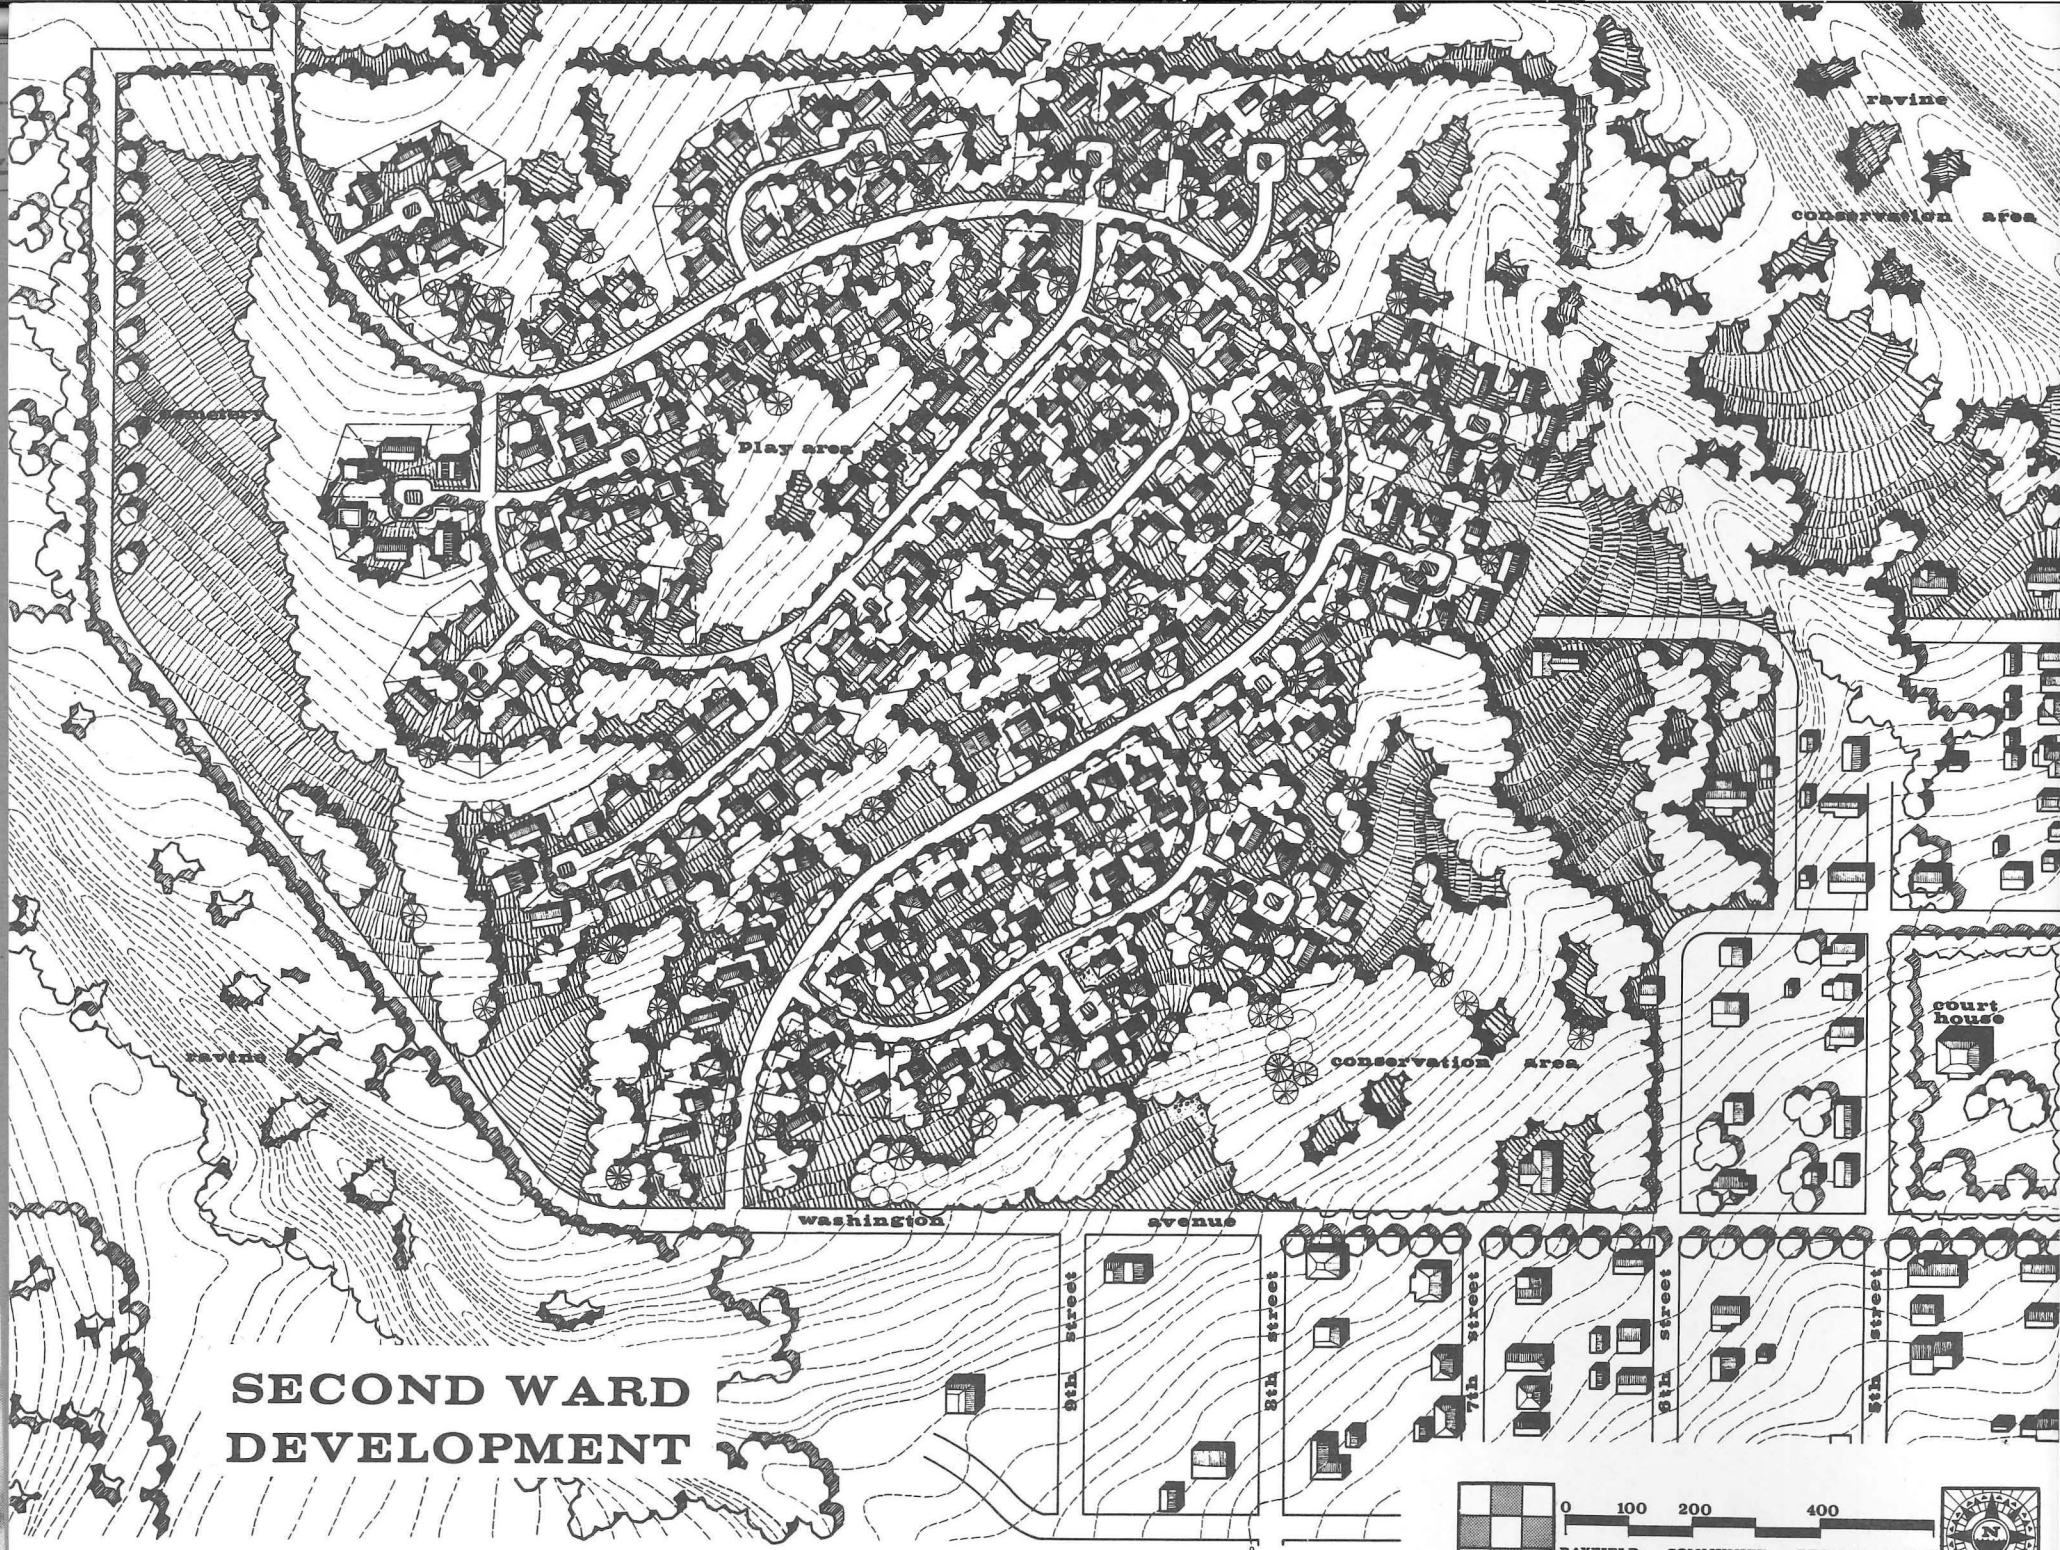 ravine
conservation area
cemetery
Play area
court
house
ravine
conservation area
washington avenue
9th street
8th street
7th street
6th street
5th street
SECOND WARD
DEVELOPMENT
0 100 200 400
N